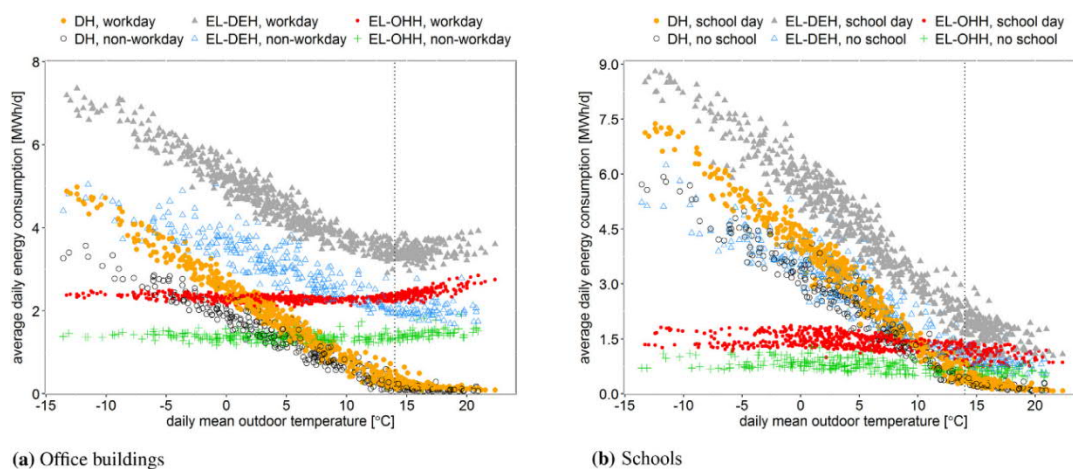 DH, workday EL-DEH, workday EL-OHH, workday
DH, non-workday EL-DEH, non-workday EL-OHH, non-workday
average daily energy consumption [MWh/d]
8
6
4
2
0
-15 -10 -5 0 5 10 15 20
daily mean outdoor temperature [°C]
(a) Office buildings
DH, school day EL-DEH, school day EL-OHH, school day
DH, no school EL-DEH, no school EL-OHH, no school
average daily energy consumption [MWh/d]
9.0
7.5
6.0
4.5
3.0
1.5
0.0
-15 -10 -5 0 5 10 15 20
daily mean outdoor temperature [°C]
(b) Schools